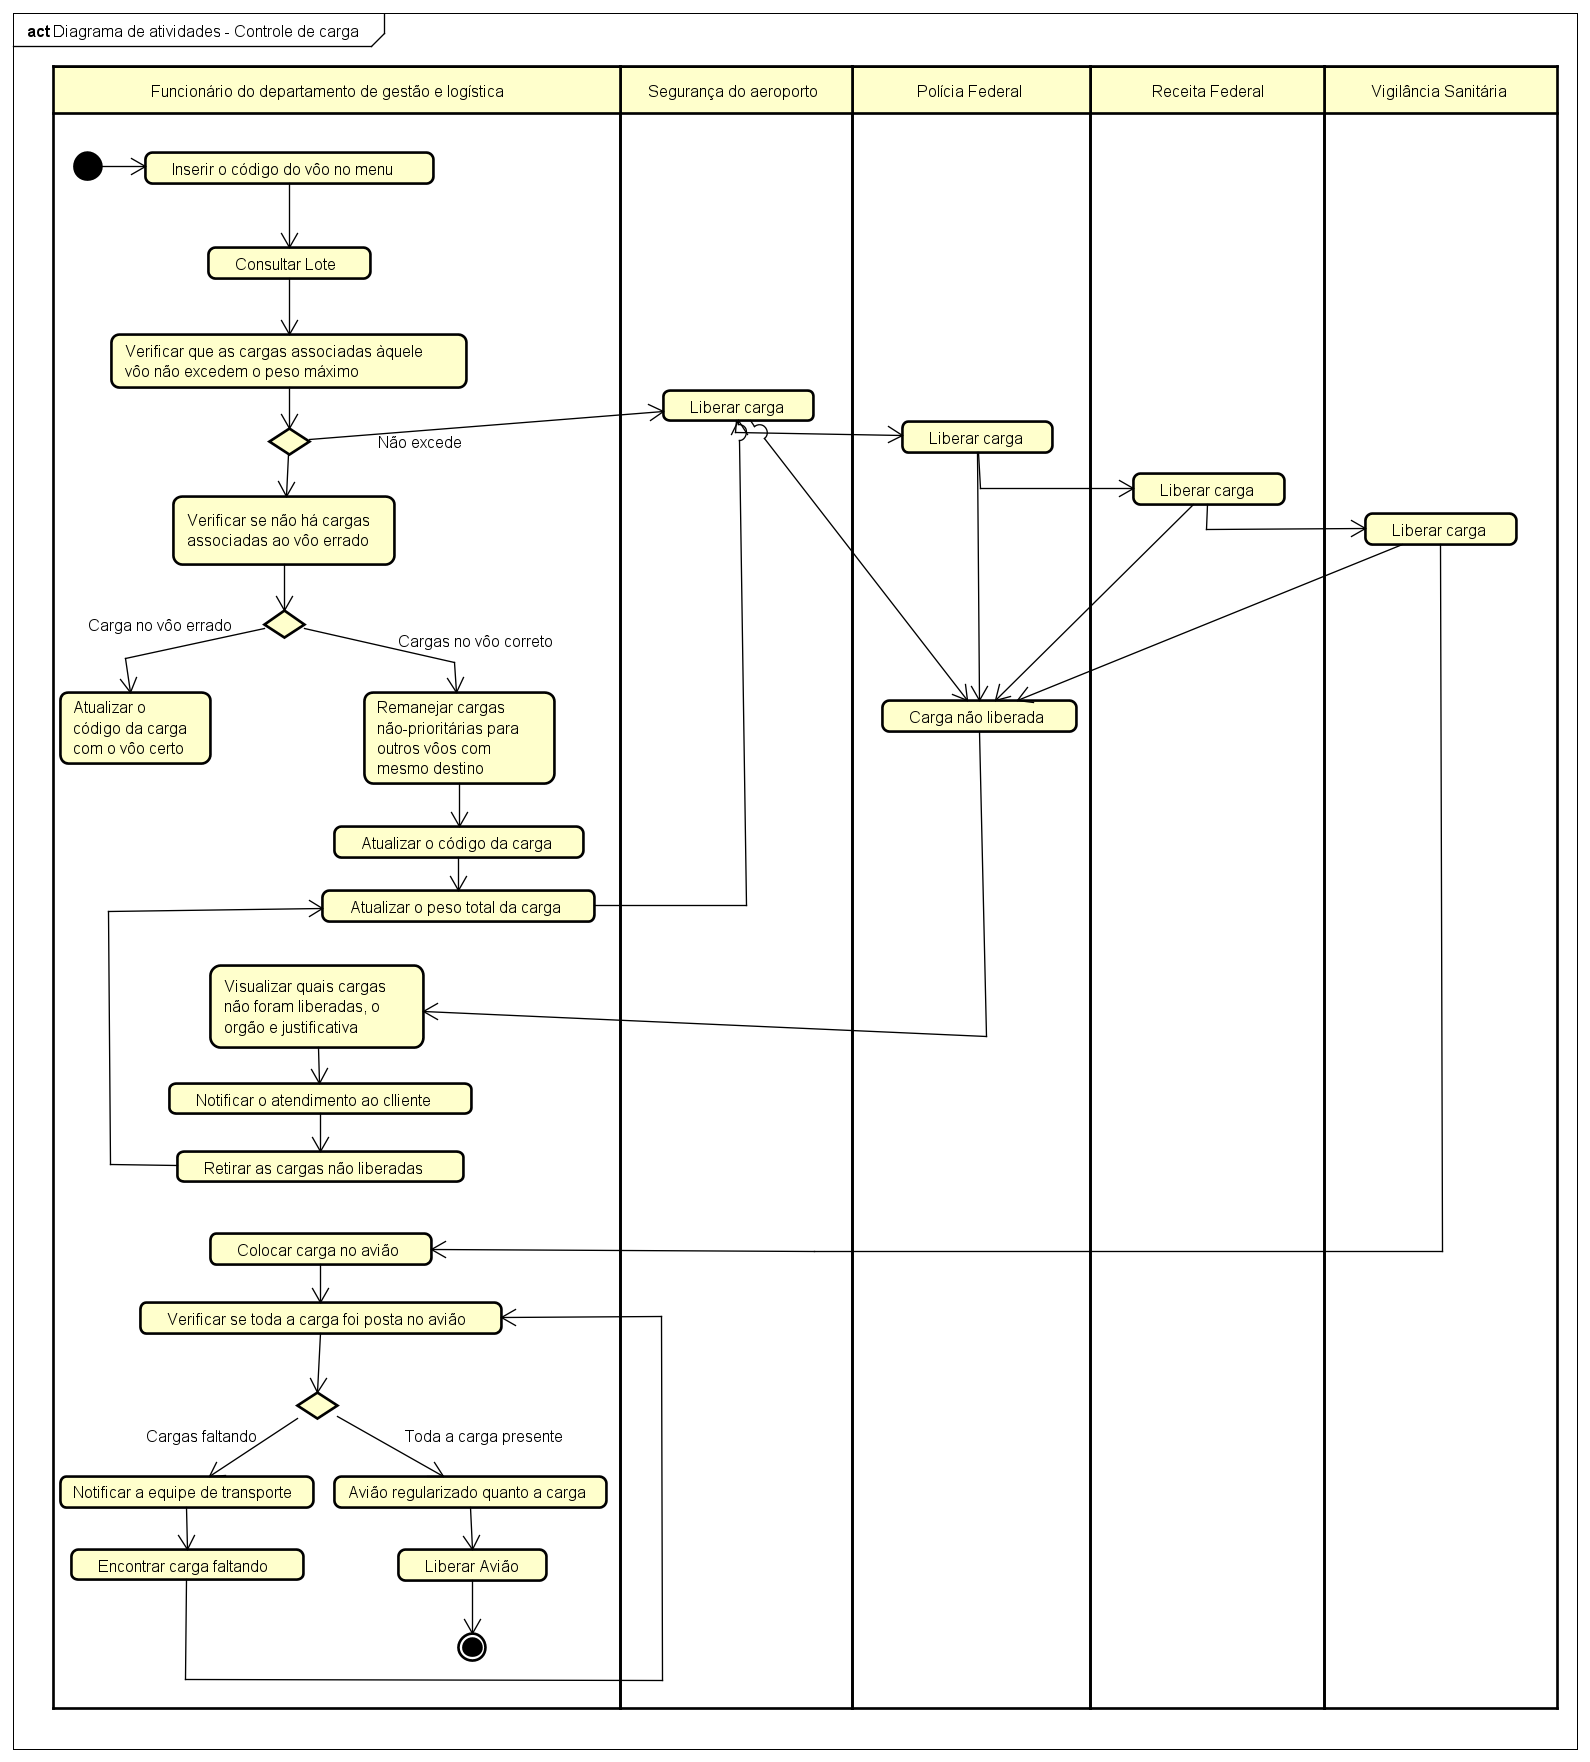 act Diagrama de atividades - Controle de carga
Funcionário do departamento de gestão e logística
Segurança do aeroporto
Polícia Federal
Receita Federal
Vigilância Sanitária
Inserir o código do vôo no menu
Consultar Lote
Verificar que as cargas associadas àquele
vôo não excedem o peso máximo
Não excede
Liberar carga
Liberar carga
Liberar carga
Liberar carga
Verificar se não há cargas
associadas ao vôo errado
Carga no vôo errado
Cargas no vôo correto
Atualizar o
código da carga
com o vôo certo
Remanejar cargas
não-prioritárias para
outros vôos com
mesmo destino
Carga não liberada
Atualizar o código da carga
Atualizar o peso total da carga
Visualizar quais cargas
não foram liberadas, o
orgão e justificativa
Notificar o atendimento ao clliente
Retirar as cargas não liberadas
Colocar carga no avião
Verificar se toda a carga foi posta no avião
Cargas faltando
Toda a carga presente
Notificar a equipe de transporte
Avião regularizado quanto a carga
Encontrar carga faltando
Liberar Avião